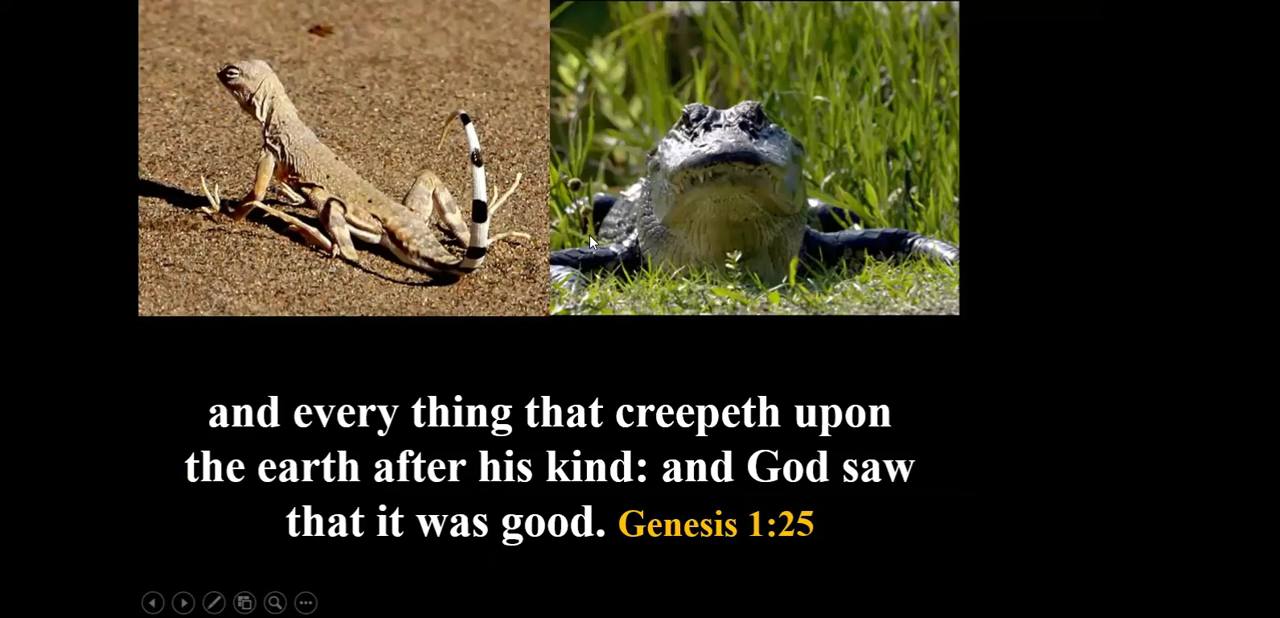 and every thing that creepeth upon
the earth after his kind: and God saw
that it was good. Genesis 1:25